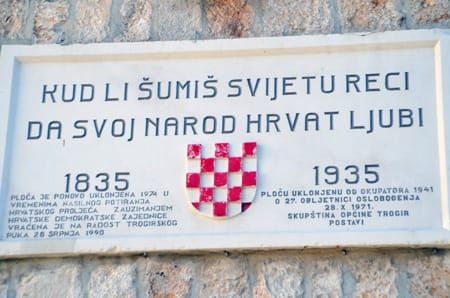 KUD LI ŠUMIŠ SVIJETU RECI
DA SVOJ NAROD HRVAT LJUBI
1835
PLOČA JE PONOVO UKLONJENA 1974 U
VREMENIMA NASILNOG POTIRANJA
HRVATSKOG PROLJEĆA ZAUZIMANJEM
HRVATSKE DEMOKRATSKE ZAJEDNICE
VRAĆENA JE NA RADOST TROGIRSKOG
PUKA 28 SRPNJA 1990
1935
PLOČU UKLONJENU OD OKUPATORA 1941
O 27. OBLJETNICI OSLOBOĐENJA
28. X 1971.
SKUPŠTINA OPĆINE TROGIR
POSTAVI